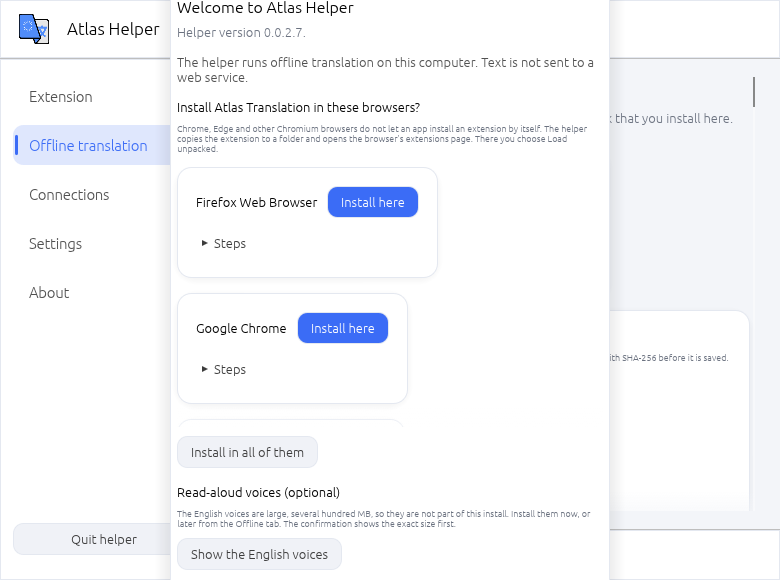 Welcome to Atlas Helper
Atlas Helper
Helper version 0.0.2.7.
The helper runs offline translation on this computer. Text is not sent to a
web service.
Extension
Install Atlas Translation in these browsers?
that you install here.
Chrome, Edge and other Chromium browsers do not let an app install an extension by itself. The helper
copies the extension to a folder and opens the browser's extensions page. There you choose Load
unpacked.
Offline translation
Connections
Firefox Web Browser
Install here
Settings
Steps
About
Google Chrome
Install here
with SHA-256 before it is saved.
Steps
Install in all of them
Read-aloud voices (optional)
The English voices are large, several hundred MB, so they are not part of this install. Install them now, or
later from the Offline tab. The confirmation shows the exact size first.
Quit helper
Show the English voices